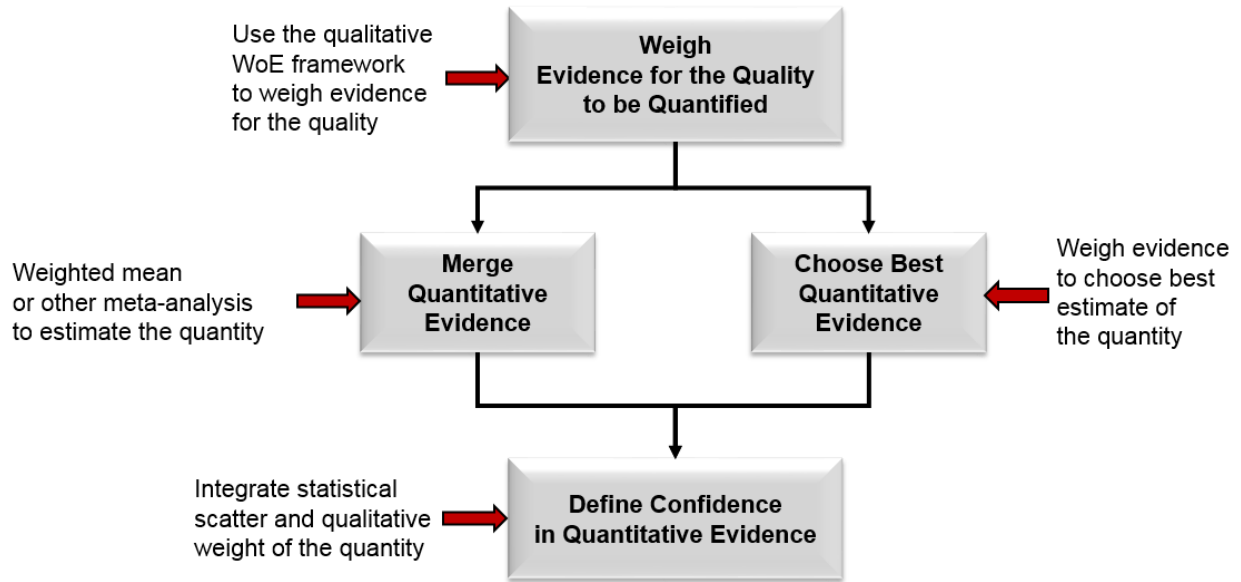 Use the qualitative
WoE framework
to weigh evidence
for the quality
Weigh
Evidence for the Quality
to be Quantified
Weighted mean
or other meta-analysis
to estimate the quantity
Merge
Quantitative
Evidence
Choose Best
Quantitative
Evidence
Weigh evidence
to choose best
estimate of
the quantity
Integrate statistical
scatter and qualitative
weight of the quantity
Define Confidence
in Quantitative Evidence